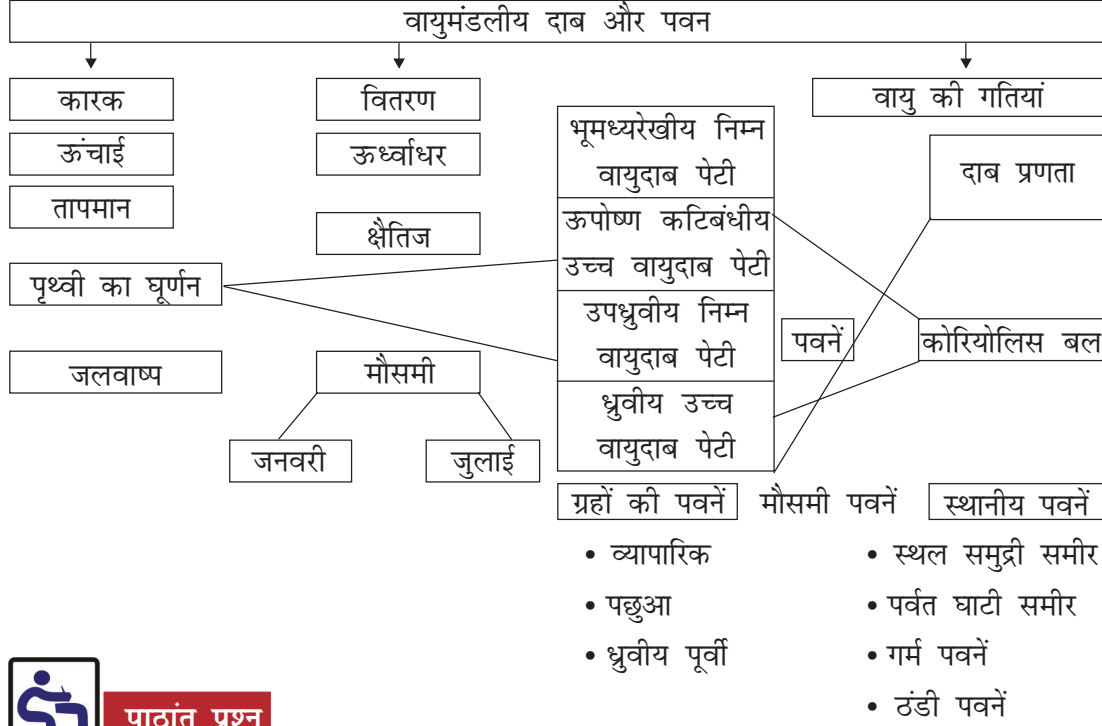 वायुमंडलीय दाब और पवन
कारक
वितरण
वायु की गतियां
ऊंचाई
ऊर्ध्वाधर
तापमान
क्षैतिज
पृथ्वी का घूर्णन
जलवाष्प
मौसमी
जनवरी
जुलाई
भूमध्यरेखीय निम्न
वायुदाब पेटी
ऊपोष्ण कटिबंधीय
उच्च वायुदाब पेटी
उपध्रुवीय निम्न
वायुदाब पेटी
ध्रुवीय उच्च
वायुदाब पेटी
दाब प्रणता
पवनें
कोरियोलिस बल
ग्रहों की पवनें
मौसमी पवनें
स्थानीय पवनें
• व्यापारिक
• पछुआ
• ध्रुवीय पूर्वी
• स्थल समुद्री समीर
• पर्वत घाटी समीर
• गर्म पवनें
• ठंडी पवनें
पाठांत प्रश्न